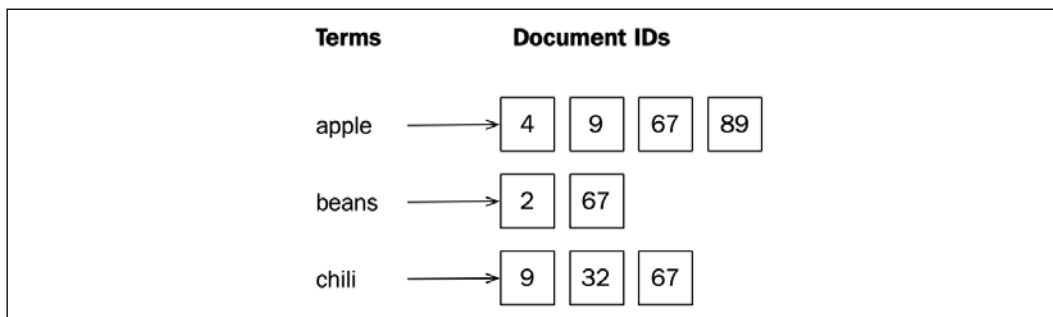 Terms Document IDs
apple 4 9 67 89
beans 2 67
chili 9 32 67